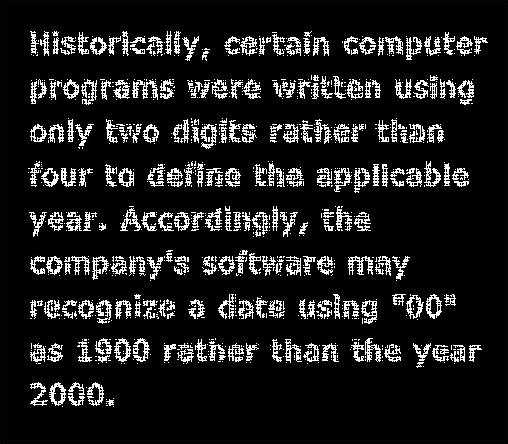 Historically, certain computer
programs were written using
only two digits rather than
four to define the applicable
year. Accordingly, the
company's software may
recognize a date using "00"
as 1900 rather than the year
2000.